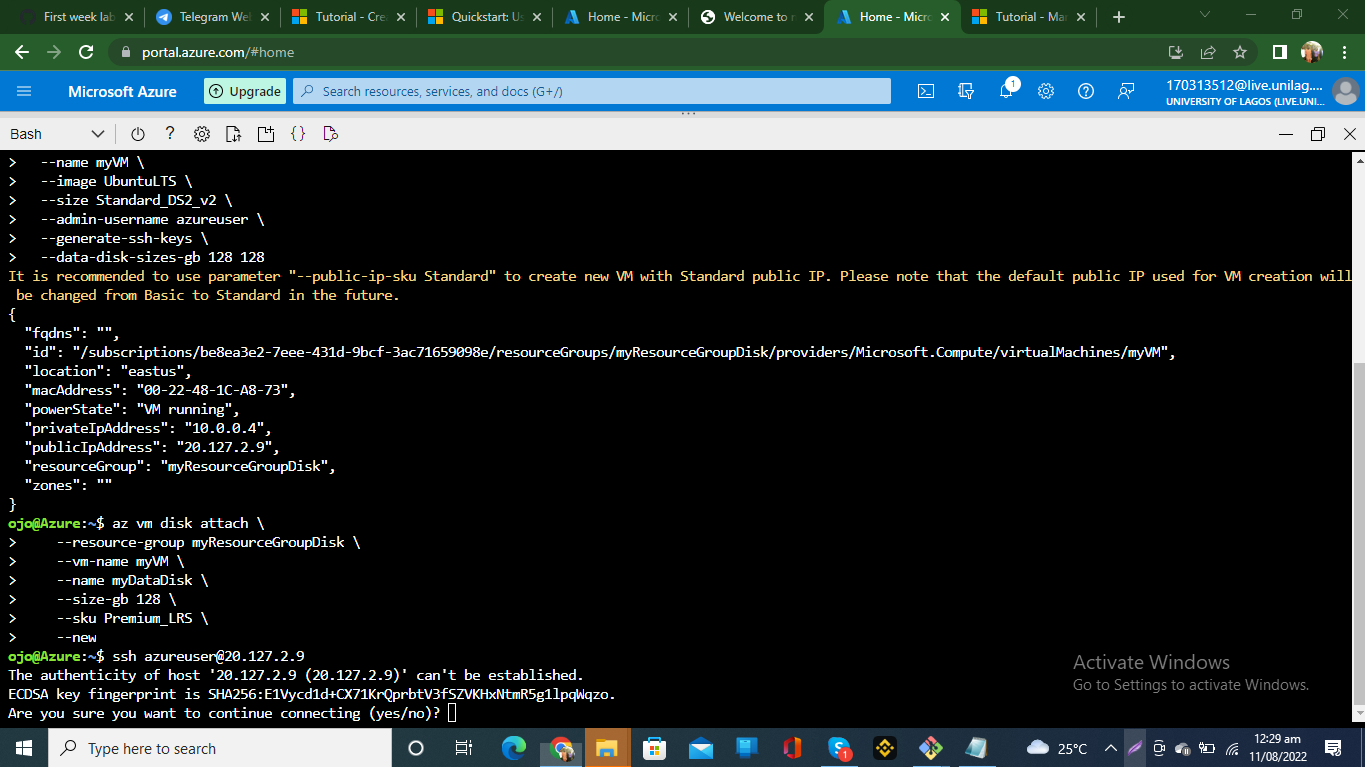 First week lab
Telegram Web
Tutorial - Cre
Quickstart: Us
Home - Micro
Welcome to n
Home - Micro
Tutorial - Ma
portal.azure.com/#home
Microsoft Azure
Upgrade
Search resources, services, and docs (G+/)
1
170313512@live.unilag....
UNIVERSITY OF LAGOS (LIVE.UNI...
Bash
>   --name myVM \
>   --image UbuntuLTS \
>   --size Standard_DS2_v2 \
>   --admin-username azureuser \
>   --generate-ssh-keys \
>   --data-disk-sizes-gb 128 128
It is recommended to use parameter "--public-ip-sku Standard" to create new VM with Standard public IP. Please note that the default public IP used for VM creation will
be changed from Basic to Standard in the future.
{
  "fqdns": "",
  "id": "/subscriptions/be8ea3e2-7eee-431d-9bcf-3ac71659098e/resourceGroups/myResourceGroupDisk/providers/Microsoft.Compute/virtualMachines/myVM",
  "location": "eastus",
  "macAddress": "00-22-48-1C-A8-73",
  "powerState": "VM running",
  "privateIpAddress": "10.0.0.4",
  "publicIpAddress": "20.127.2.9",
  "resourceGroup": "myResourceGroupDisk",
  "zones": ""
}
ojo@Azure:~$ az vm disk attach \
>     --resource-group myResourceGroupDisk \
>     --vm-name myVM \
>     --name myDataDisk \
>     --size-gb 128 \
>     --sku Premium_LRS \
>     --new
ojo@Azure:~$ ssh azureuser@20.127.2.9
The authenticity of host '20.127.2.9 (20.127.2.9)' can't be established.
ECDSA key fingerprint is SHA256:E1Vycd1d+CX71KrQprbtV3fSZVKHxNtmR5g1lpqWqzo.
Are you sure you want to continue connecting (yes/no)?
Activate Windows
Go to Settings to activate Windows.
Type here to search
1
25°C
12:29 am
11/08/2022